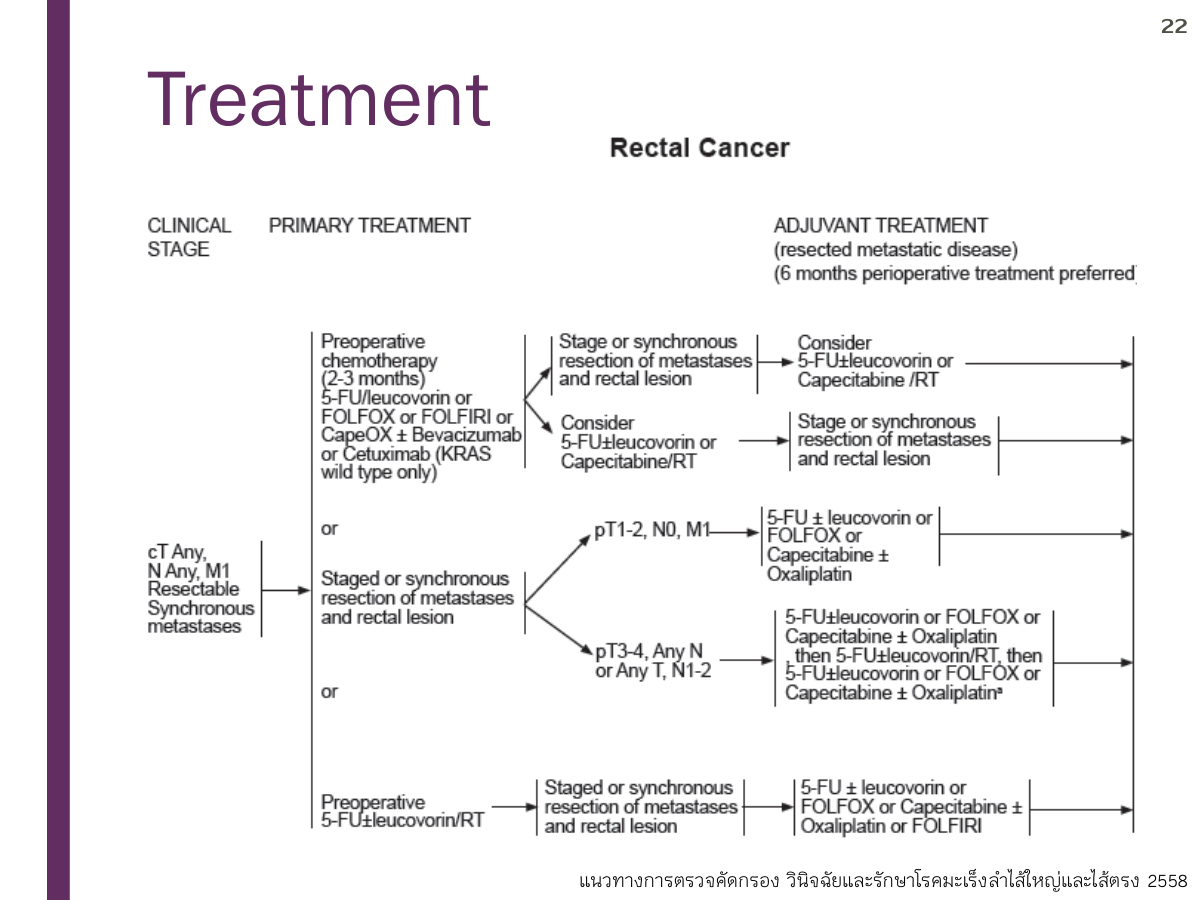 22
Treatment
Rectal Cancer
CLINICAL
STAGE
PRIMARY TREATMENT
ADJUVANT TREATMENT
(resected metastatic disease)
(6 months perioperative treatment preferred)
cT Any,
N Any, M1
Resectable
Synchronous
metastases
Preoperative
chemotherapy
(2-3 months)
5-FU/leucovorin or
FOLFOX or FOLFIRI or
CapeOX ± Bevacizumab
or Cetuximab (KRAS
wild type only)
Stage or synchronous
resection of metastases
and rectal lesion
Consider
5-FU±leucovorin or
Capecitabine /RT
Consider
5-FU±leucovorin or
Capecitabine/RT
Stage or synchronous
resection of metastases
and rectal lesion
or
Staged or synchronous
resection of metastases
and rectal lesion
pT1-2, N0, M1
5-FU ± leucovorin or
FOLFOX or
Capecitabine ±
Oxaliplatin
pT3-4, Any N
or Any T, N1-2
5-FU±leucovorin or FOLFOX or
Capecitabine ± Oxaliplatin
, then 5-FU±leucovorin/RT, then
5-FU±leucovorin or FOLFOX or
Capecitabine ± Oxaliplatinª
or
Preoperative
5-FU±leucovorin/RT
Staged or synchronous
resection of metastases
and rectal lesion
5-FU ± leucovorin or
FOLFOX or Capecitabine ±
Oxaliplatin or FOLFIRI
แนวทางการตรวจคัดกรอง วินิจฉัยและรักษาโรคมะเร็งลำไส้ใหญ่และไส้ตรง 2558